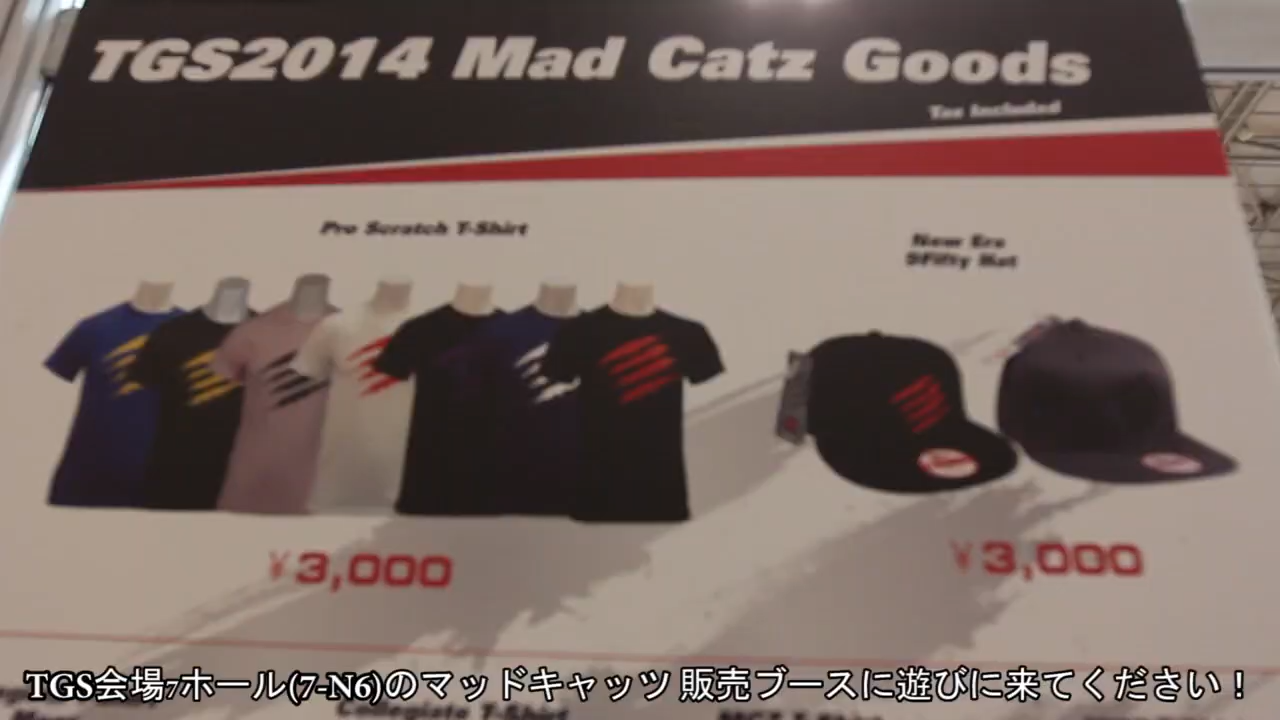 TGS2014 Mad Catz Goods
Tax Included
Pro Scratch T-Shirt
New Era
9Fifty Hat
¥3,000
¥3,000
TGS会場7ホール(7-N6)のマッドキャッツ 販売ブースに遊びに来てください！
Collegiate T-Shirt
T-Shirt